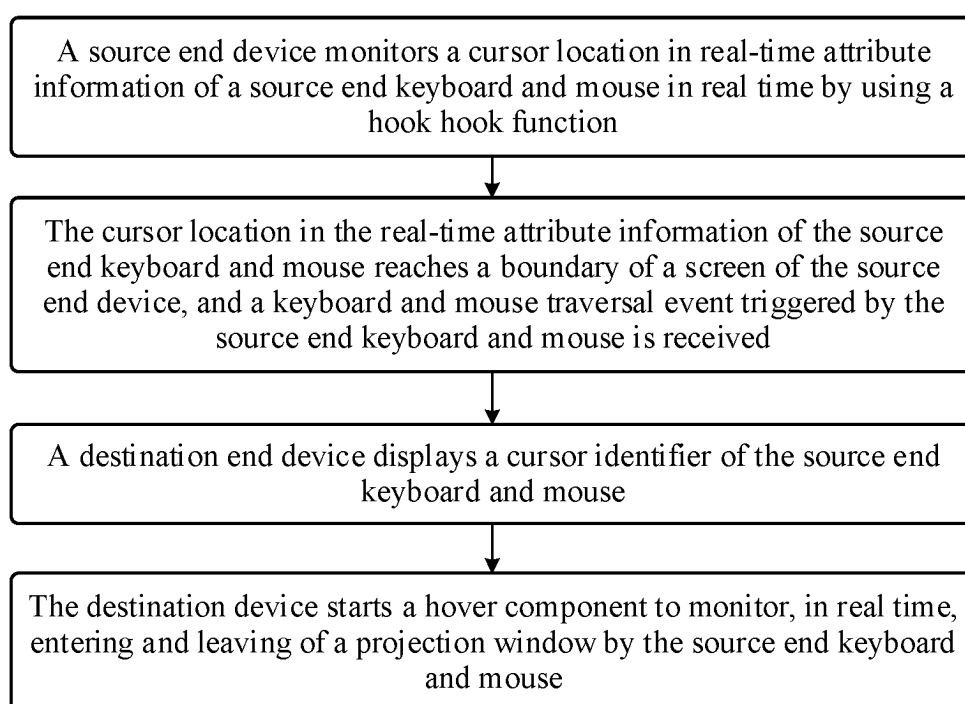 A source end device monitors a cursor location in real-time attribute
information of a source end keyboard and mouse in real time by using a
hook hook function
The cursor location in the real-time attribute information of the source
end keyboard and mouse reaches a boundary of a screen of the source
end device, and a keyboard and mouse traversal event triggered by the
source end keyboard and mouse is received
A destination end device displays a cursor identifier of the source end
keyboard and mouse
The destination device starts a hover component to monitor, in real time,
entering and leaving of a projection window by the source end keyboard
and mouse